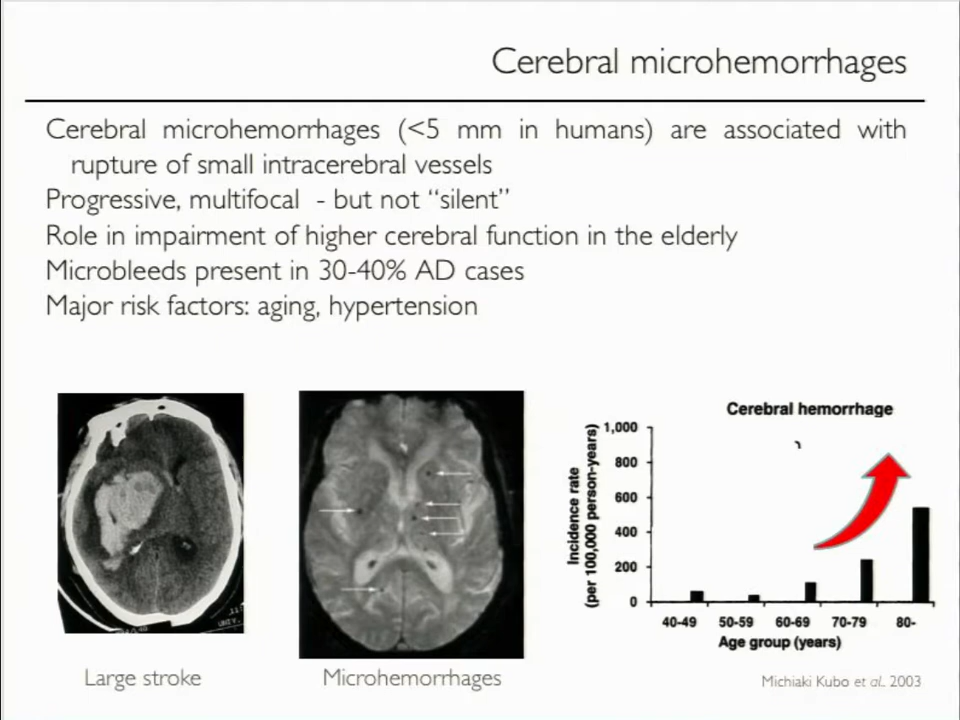 Cerebral microhemorrhages
Cerebral microhemorrhages (<5 mm in humans) are associated with
rupture of small intracerebral vessels
Progressive, multifocal - but not “silent”
Role in impairment of higher cerebral function in the elderly
Microbleeds present in 30-40% AD cases
Major risk factors: aging, hypertension
Cerebral hemorrhage
Incidence rate
(per 100,000 person-years)
1,000
800
600
400
200
0
40-49 50-59 60-69 70-79 80-
Age group (years)
Large stroke
Microhemorrhages
Michiaki Kubo et al.. 2003